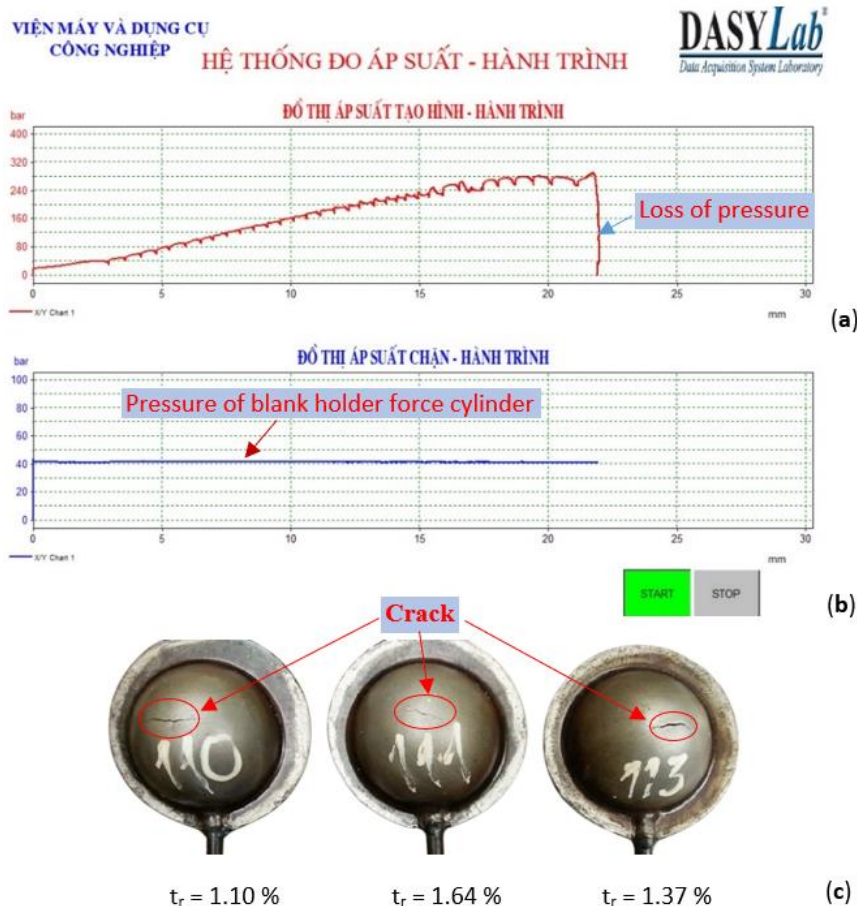 VIỆN MÁY VÀ DỤNG CỤ
CÔNG NGHIỆP
HỆ THỐNG ĐO ÁP SUẤT - HÀNH TRÌNH
DASYLab®
Data Acquisition System Laboratory
ĐỒ THỊ ÁP SUẤT TẠO HÌNH - HÀNH TRÌNH
bar
400
320
240
160
80
0
Loss of pressure
0 5 10 15 20 25 30
X/Y Chart 1
mm
(a)
ĐỒ THỊ ÁP SUẤT CHẶN - HÀNH TRÌNH
bar
100
80
60
40
20
0
Pressure of blank holder force cylinder
0 5 10 15 20 25 30
X/Y Chart 1
mm
START STOP
(b)
Crack
110 111 113
tr = 1.10 % tr = 1.64 % tr = 1.37 %
(c)